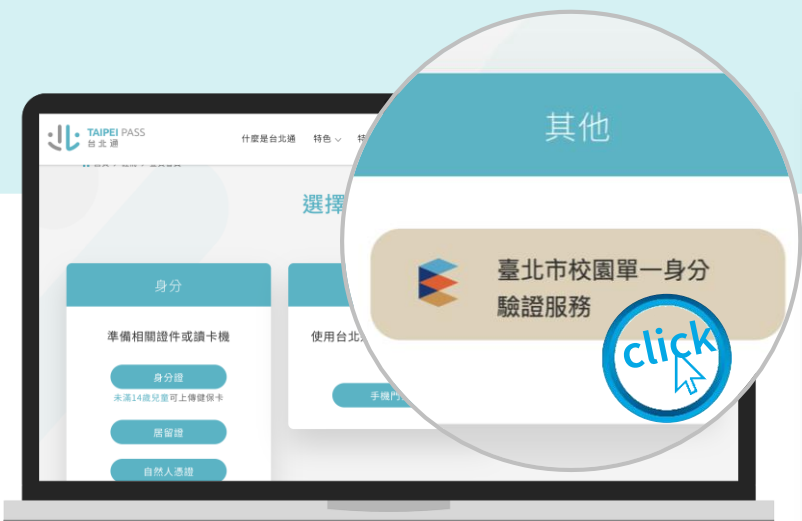 TAIPEI PASS
台北通
什麼是台北通
特色
選擇
身分
準備相關證件或讀卡機
身分證
未滿14歲兒童可上傳健保卡
居留證
自然人憑證
使用台北
手機門
其他
臺北市校園單一身分
驗證服務
click